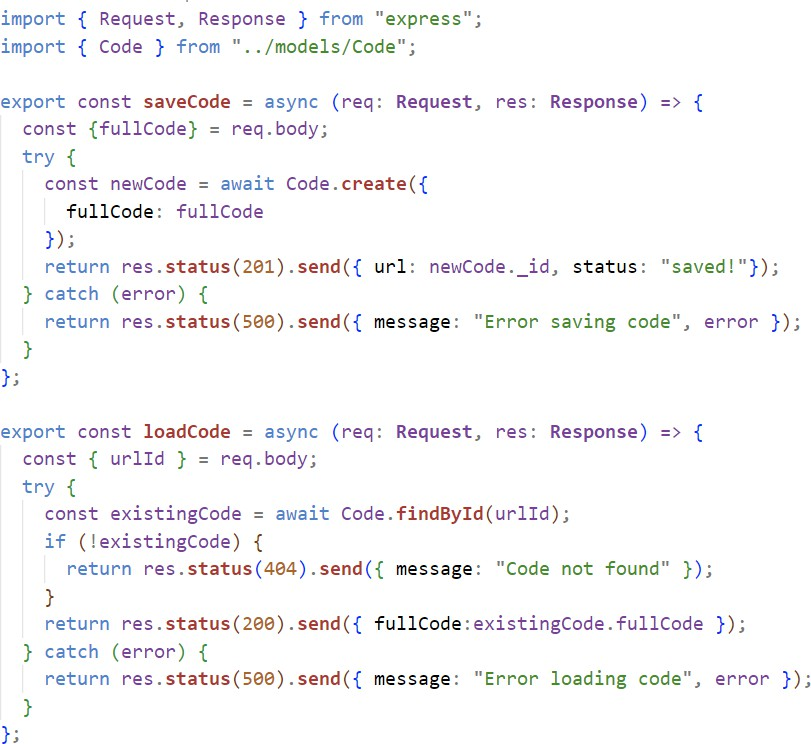 import { Request, Response } from "express";
import { Code } from "../models/Code";

export const saveCode = async (req: Request, res: Response) => {
  const {fullCode} = req.body;
  try {
    const newCode = await Code.create({
      fullCode: fullCode
    });
    return res.status(201).send({ url: newCode._id, status: "saved!"});
  } catch (error) {
    return res.status(500).send({ message: "Error saving code", error });
  }
};

export const loadCode = async (req: Request, res: Response) => {
  const { urlId } = req.body;
  try {
    const existingCode = await Code.findById(urlId);
    if (!existingCode) {
      return res.status(404).send({ message: "Code not found" });
    }
    return res.status(200).send({ fullCode:existingCode.fullCode });
  } catch (error) {
    return res.status(500).send({ message: "Error loading code", error });
  }
};